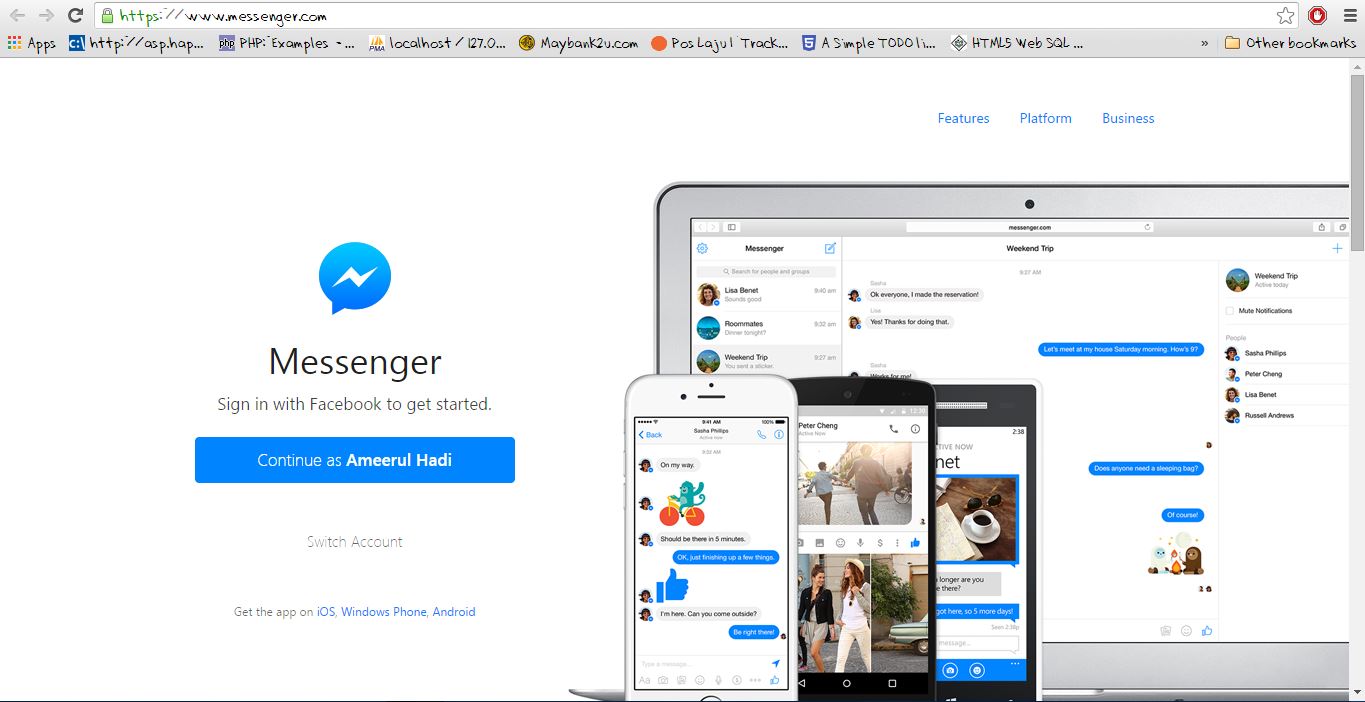 https://www.messenger.com
Apps http://asp.hap... PHP: Examples - ... localhost / 127.0... Maybank2u.com Pos Laju | Track... A Simple TODO li... HTML5 Web SQL ... » Other bookmarks
Features Platform Business
Messenger
Sign in with Facebook to get started.
Continue as Ameerul Hadi
Switch Account
Get the app on iOS, Windows Phone, Android
messenger.com
Messenger
Weekend Trip
Search for people and groups
Lisa Benet 9:40 am
Sounds good
Roommates 9:32 am
Dinner tonight?
Weekend Trip 9:27 am
You sent a sticker.
9:27 AM
Sasha
Ok everyone, I made the reservation!
Lisa
Yes! Thanks for doing that.
Let's meet at my house Saturday morning. How's 9?
Sasha
Works for me!
Does anyone need a sleeping bag?
Of course!
Weekend Trip
Active today
Mute Notifications
People
Sasha Phillips
Peter Cheng
Lisa Benet
Russell Andrews
9:41 AM 100%
Back Sasha Phillips
Active now
9:32 AM
On my way.
Should be there in 5 minutes.
OK, just finishing up a few things.
I'm here. Can you come outside?
Be right there!
Type a message...
Aa
12:30
Peter Cheng
Active Now
2:38
TIVE NOW
net
longer are you
e there?
got here, so 5 more days!
Seen 2:38p
message...